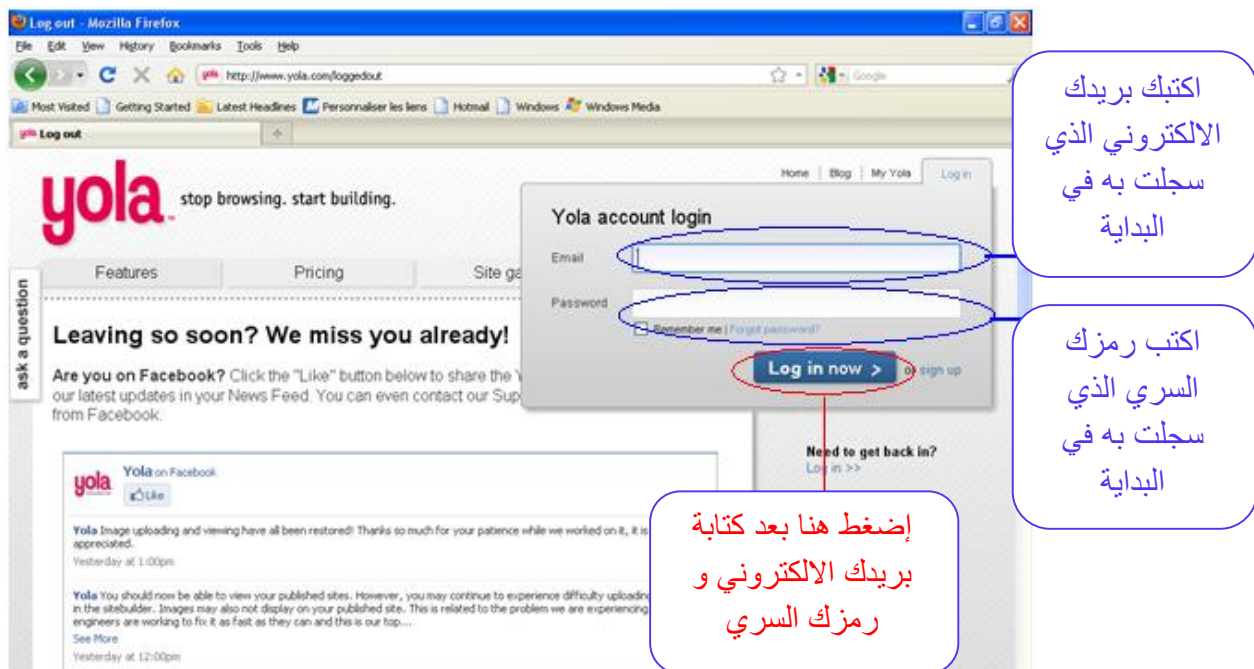 Log out - Mozilla Firefox
File Edit View History Bookmarks Tools Help
yola http://www.yola.com/loggedout Google
Most Visited Getting Started Latest Headlines Personnaliser les liens Hotmail Windows Windows Media
yola Log out
yola stop browsing. start building.
Home | Blog | My Yola Log in
Features Pricing Site ga
Yola account login
Email
Password
Remember me | Forgot password?
Log in now > or sign up
ask a question
Leaving so soon? We miss you already!
Are you on Facebook? Click the "Like" button below to share the Y
our latest updates in your News Feed. You can even contact our Sup
from Facebook.
Need to get back in?
Log in >>
yola Yola on Facebook
Like
Yola Image uploading and viewing have all been restored! Thanks so much for your patience while we worked on it, it is
appreciated.
Yesterday at 1:00pm
Yola You should now be able to view your published sites. However, you may continue to experience difficulty uploading
in the sitebuilder. Images may also not display on your published site. This is related to the problem we are experiencing
engineers are working to fix it as fast as they can and this is our top...
See More
Yesterday at 12:00pm
اكتبك بريدك
الالكتروني الذي
سجلت به في
البداية
اكتب رمزك
السري الذي
سجلت به في
البداية
إضغط هنا بعد كتابة
بريدك الالكتروني و
رمزك السري